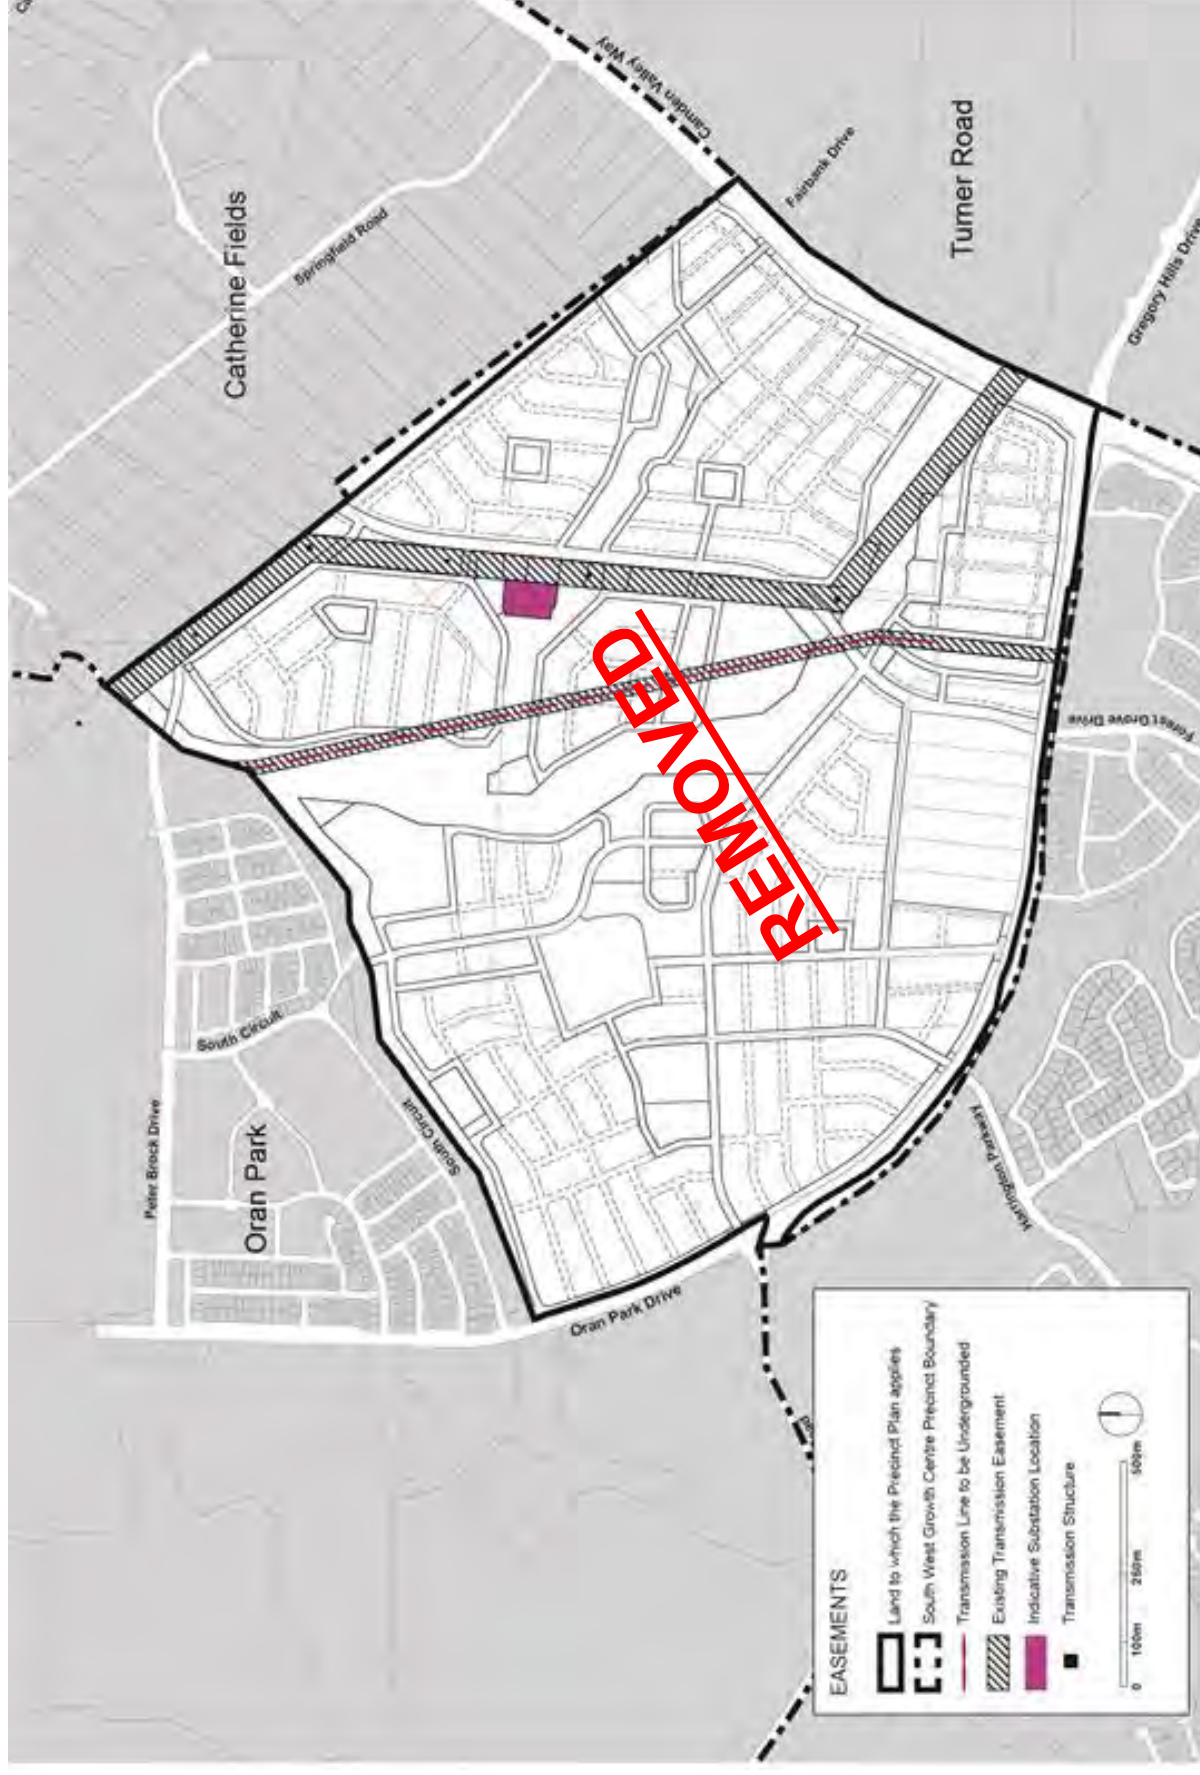 Catherine Fields
Springfield Road
Camden Valley Way
Fairbank Drive
Turner Road
Gregory Hills Drive
Peter Brock Drive
South Circuit
Oran Park
South Circuit
Oran Park Drive
Forest Grove Drive
Harrington Parkway
REMOVED
EASEMENTS
Land to which the Precinct Plan applies
South West Growth Centre Precinct Boundary
Transmission Line to be Undergrounded
Existing Transmission Easement
Indicative Substation Location
Transmission Structure
0 100m 250m 500m